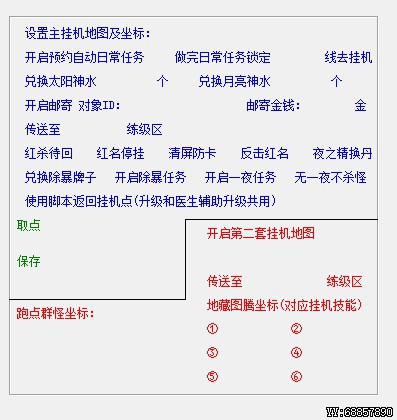 设置主挂机地图及坐标:
开启预约自动日常任务 做完日常任务锁定 线去挂机
兑换太阳神水 个 兑换月亮神水 个
开启邮寄 对象ID: 邮寄金钱: 金
传送至 练级区
红杀待回 红名停挂 清屏防卡 反击红名 夜之精换丹
兑换除暴牌子 开启除暴任务 开启一夜任务 无一夜不杀怪
使用脚本返回挂机点(升级和医生辅助升级共用)
取点
保存
跑点群怪坐标:
开启第二套挂机地图
传送至 练级区
地藏图腾坐标(对应挂机技能)
① ②
③ ④
⑤ ⑥
YY:68857890